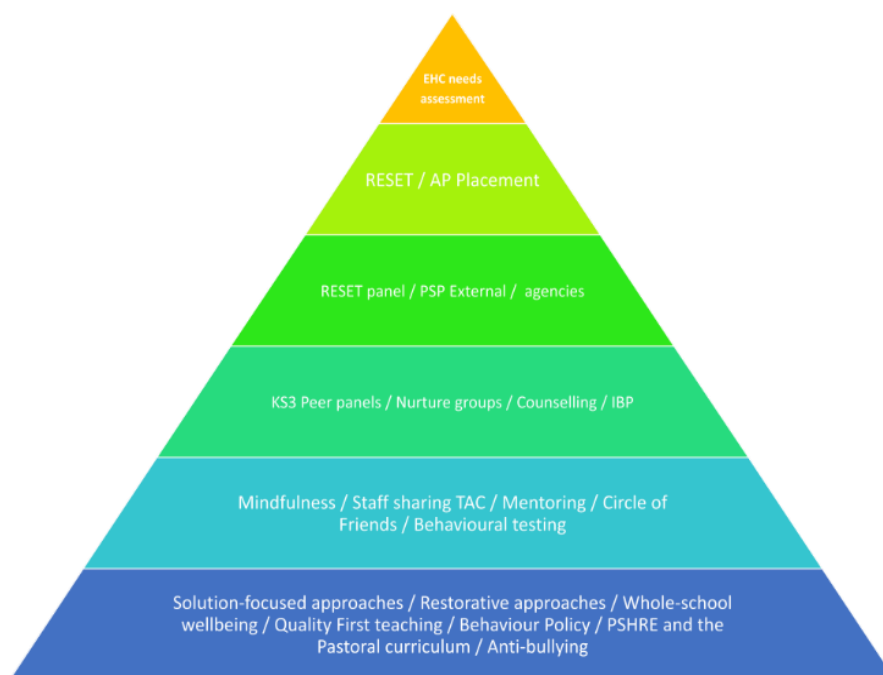 EHC needs
assessment
RESET / AP Placement
RESET panel / PSP External /  agencies
KS3 Peer panels / Nurture groups / Counselling / IBP
Mindfulness / Staff sharing TAC / Mentoring / Circle of
Friends / Behavioural testing
Solution-focused approaches / Restorative approaches / Whole-school
wellbeing / Quality First teaching / Behaviour Policy / PSHRE and the
Pastoral curriculum / Anti-bullying